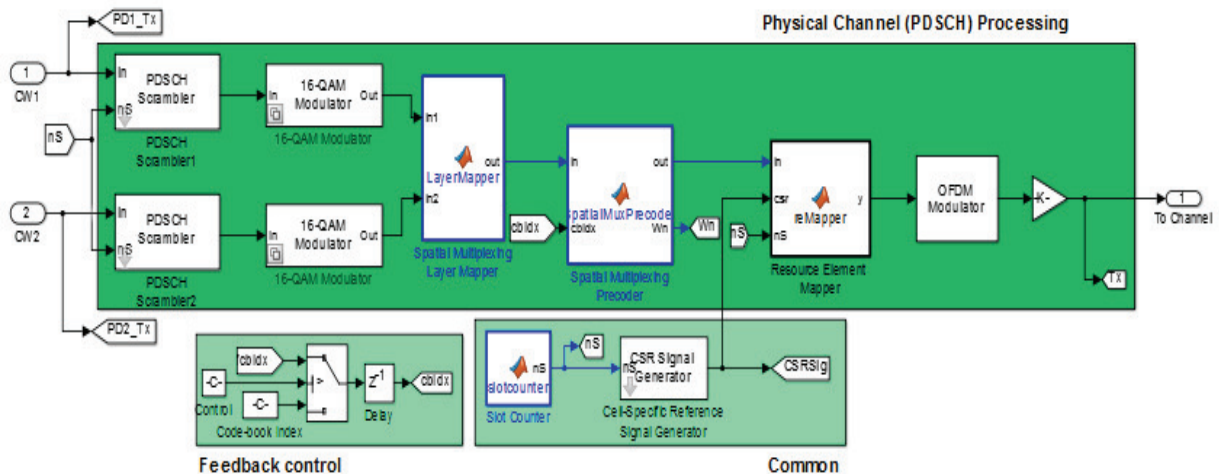 PD1_Tx
Physical Channel (PDSCH) Processing
1
CW1
In
nS
PDSCH
Scrambler
PDSCH
Scrambler1
In
16-QAM
Modulator
Out
16-QAM Modulator
nS
2
CW2
In
nS
PDSCH
Scrambler
PDSCH
Scrambler2
In
16-QAM
Modulator
Out
16-QAM Modulator
In1
In2
out
LayerMapper
Spatial Multiplexing
Layer Mapper
cbIdx
In
cbIdx
out
SpatialMuxPrecode
Wn
Spatial Multiplexing
Precoder
Wn
nS
In
csr
nS
reMapper
y
Resource Element
Mapper
OFDM
Modulator
-K-
1
To Channel
Tx
PD2_Tx
cbIdx
-C-
Control
-C-
Code-book Index
>
Z-1
Delay
cbIdx
Feedback control
slotcounter
nS
Slot Counter
nS
nS
CSR Signal
Generator
Cell-Specific Reference
Signal Generator
CSRSig
Common